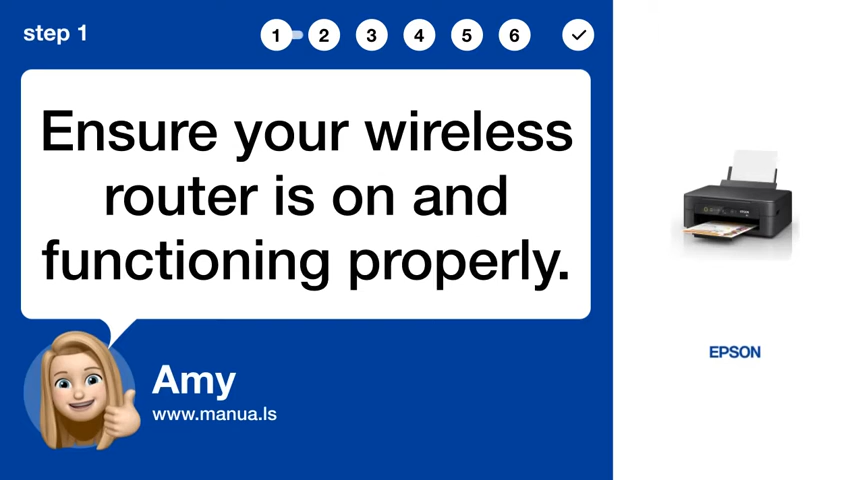 step 1
1 2 3 4 5 6
Ensure your wireless
router is on and
functioning properly.
Amy
www.manua.ls
EPSON